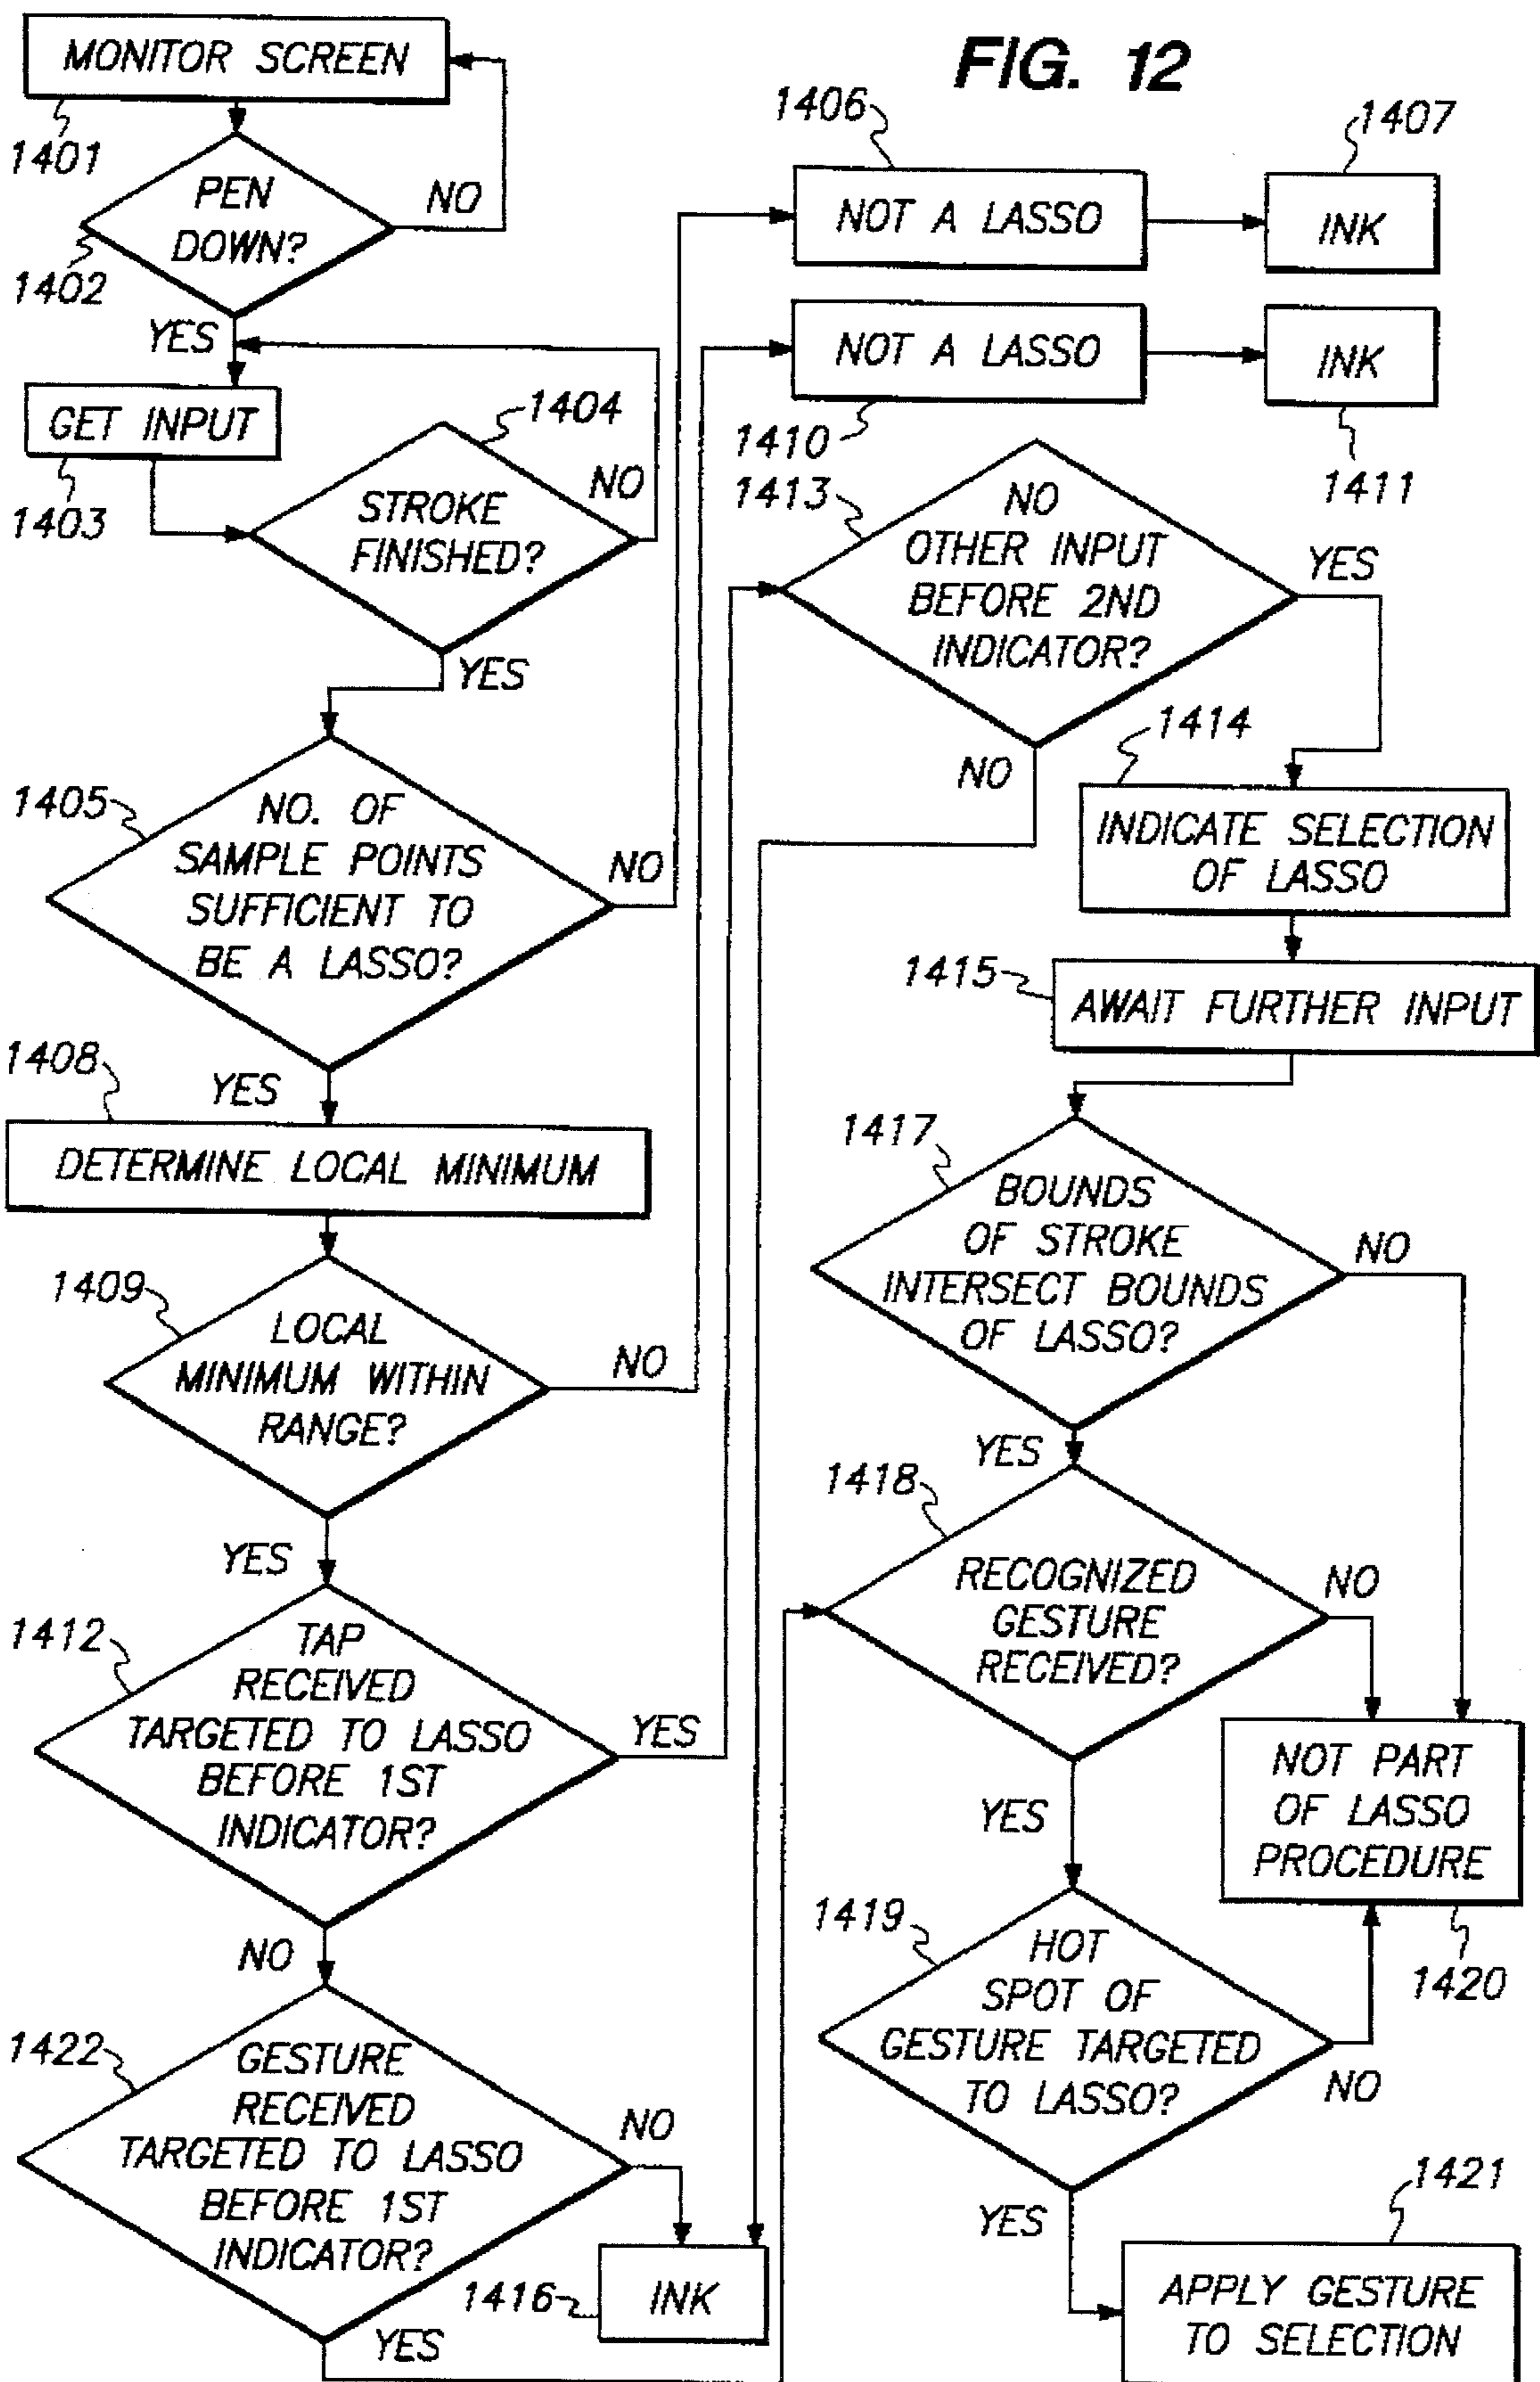 FIG. 12
MONITOR SCREEN
1401
PEN
DOWN?
NO
1402
YES
GET INPUT
1403
1404
STROKE
FINISHED?
NO
YES
1405
NO. OF
SAMPLE POINTS
SUFFICIENT TO
BE A LASSO?
NO
YES
1406
NOT A LASSO
1407
INK
1408
DETERMINE LOCAL MINIMUM
1409
LOCAL
MINIMUM WITHIN
RANGE?
NO
YES
NOT A LASSO
1410
INK
1411
1412
TAP
RECEIVED
TARGETED TO LASSO
BEFORE 1ST
INDICATOR?
YES
NO
1422
GESTURE
RECEIVED
TARGETED TO LASSO
BEFORE 1ST
INDICATOR?
NO
YES
1416
INK
1413
NO
OTHER INPUT
BEFORE 2ND
INDICATOR?
YES
NO
1414
INDICATE SELECTION
OF LASSO
1415
AWAIT FURTHER INPUT
1417
BOUNDS
OF STROKE
INTERSECT BOUNDS
OF LASSO?
NO
YES
1418
RECOGNIZED
GESTURE
RECEIVED?
NO
YES
NOT PART
OF LASSO
PROCEDURE
1420
1419
HOT
SPOT OF
GESTURE TARGETED
TO LASSO?
NO
YES
1421
APPLY GESTURE
TO SELECTION